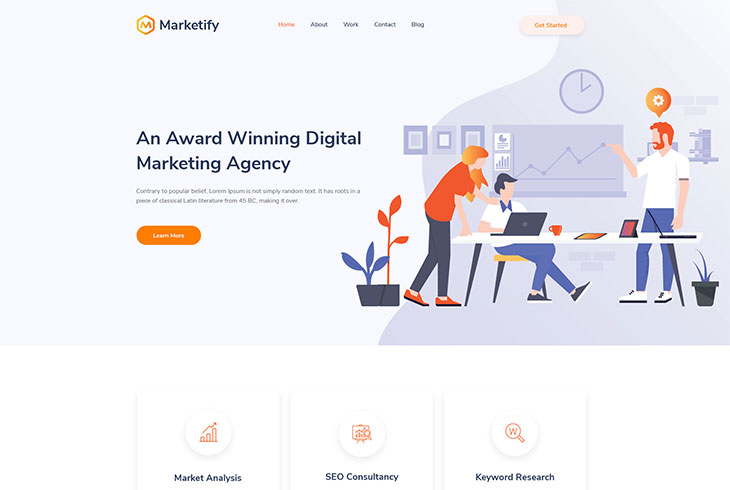 Marketify
Home About Work Contact Blog
Get Started
An Award Winning Digital
Marketing Agency
Contrary to popular belief, Lorem Ipsum is not simply random text. It has roots in a
piece of classical Latin literature from 45 BC, making it over.
Learn More
Market Analysis
SEO Consultancy
Keyword Research